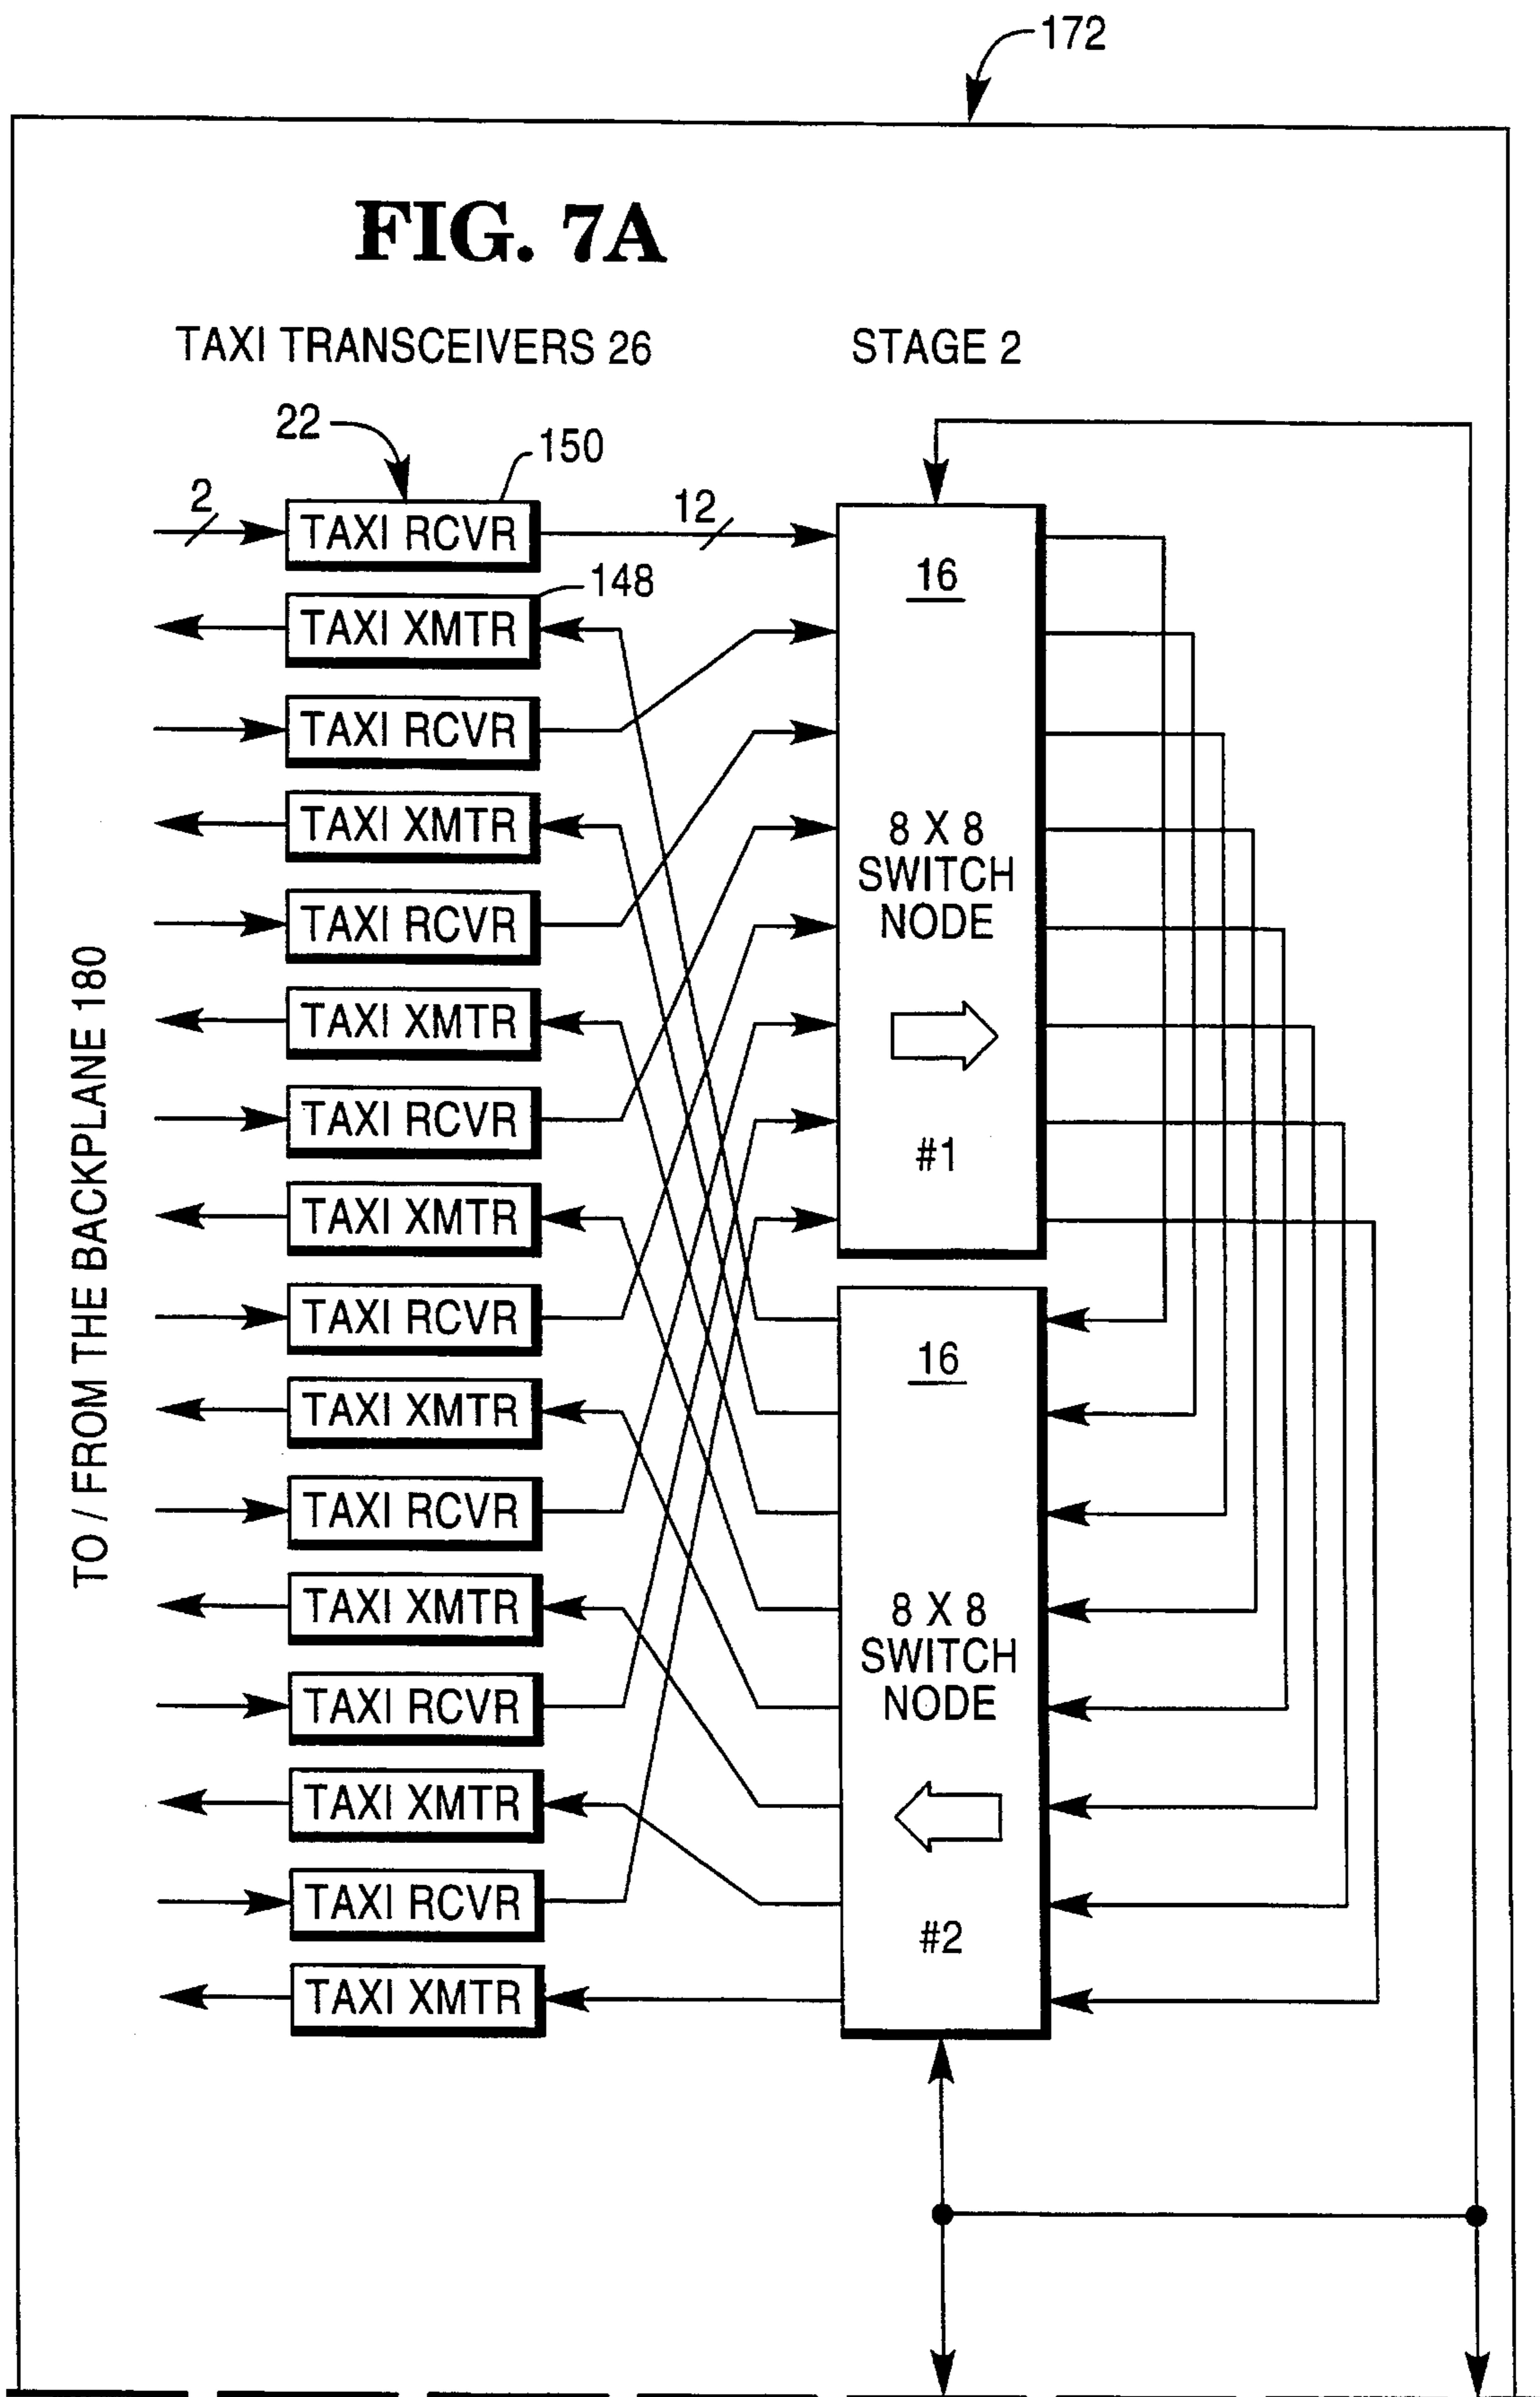 172
FIG. 7A
TAXI TRANSCEIVERS 26
STAGE 2
22
150
2
TAXI RCVR
12
148
TAXI XMTR
TAXI RCVR
TAXI XMTR
TAXI RCVR
TAXI XMTR
TAXI RCVR
TAXI XMTR
TAXI RCVR
TAXI XMTR
TAXI RCVR
TAXI XMTR
TAXI RCVR
TAXI XMTR
TAXI RCVR
TAXI XMTR
TO / FROM THE BACKPLANE 180
16
8 X 8
SWITCH
NODE
#1
16
8 X 8
SWITCH
NODE
#2